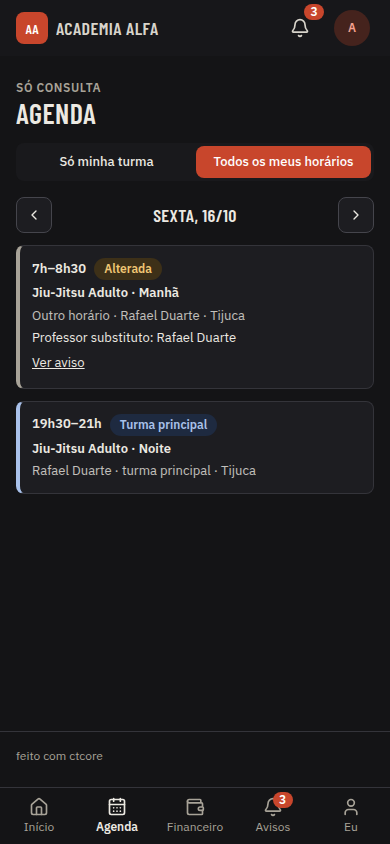 AA ACADEMIA ALFA 3 A
SÓ CONSULTA
AGENDA
Só minha turma Todos os meus horários
SEXTA, 16/10
7h–8h30 Alterada
Jiu-Jitsu Adulto · Manhã
Outro horário · Rafael Duarte · Tijuca
Professor substituto: Rafael Duarte
Ver aviso
19h30–21h Turma principal
Jiu-Jitsu Adulto · Noite
Rafael Duarte · turma principal · Tijuca
feito com ctcore
3
Início Agenda Financeiro Avisos Eu